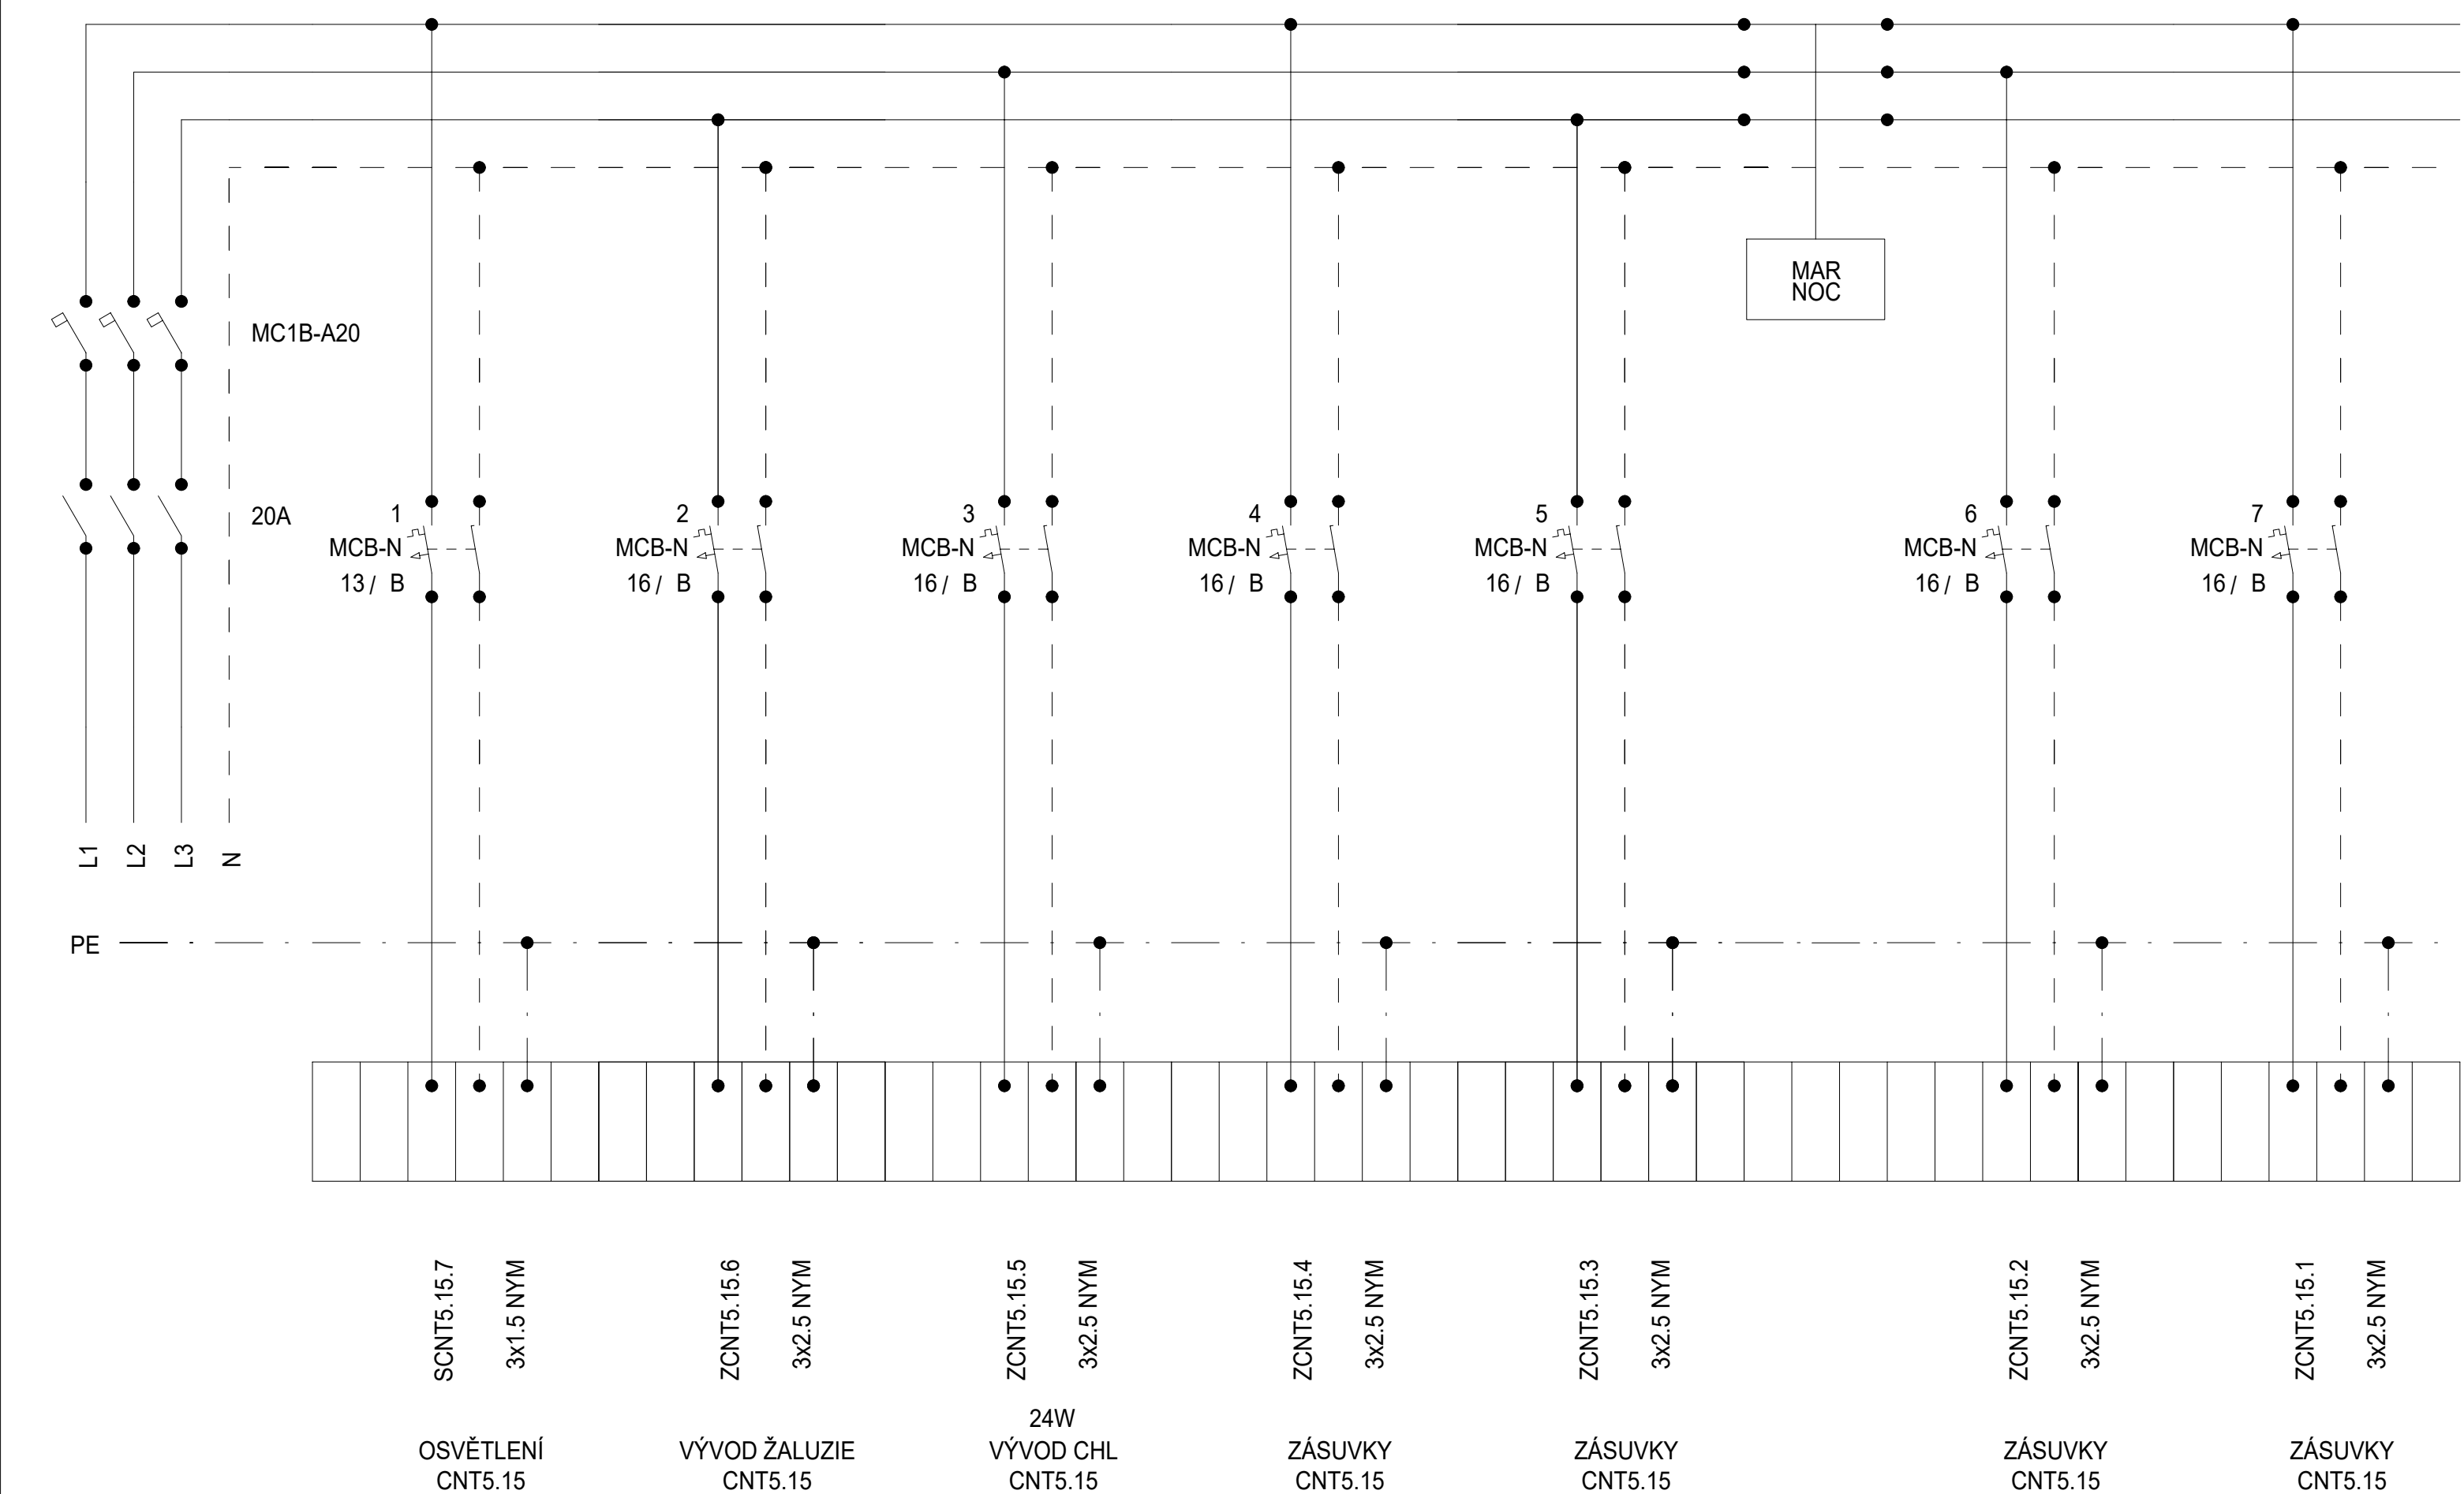 MAR
NOC
MC1B-A20
20A
1
MCB-N
13 / B
2
MCB-N
16 / B
3
MCB-N
16 / B
4
MCB-N
16 / B
5
MCB-N
16 / B
6
MCB-N
16 / B
7
MCB-N
16 / B
L1
L2
L3
N
PE
SCNT5.15.7
3x1.5 NYM
ZCNT5.15.6
3x2.5 NYM
ZCNT5.15.5
3x2.5 NYM
ZCNT5.15.4
3x2.5 NYM
ZCNT5.15.3
3x2.5 NYM
ZCNT5.15.2
3x2.5 NYM
ZCNT5.15.1
3x2.5 NYM
OSVĚTLENÍ
CNT5.15
VÝVOD ŽALUZIE
CNT5.15
24W
VÝVOD CHL
CNT5.15
ZÁSUVKY
CNT5.15
ZÁSUVKY
CNT5.15
ZÁSUVKY
CNT5.15
ZÁSUVKY
CNT5.15